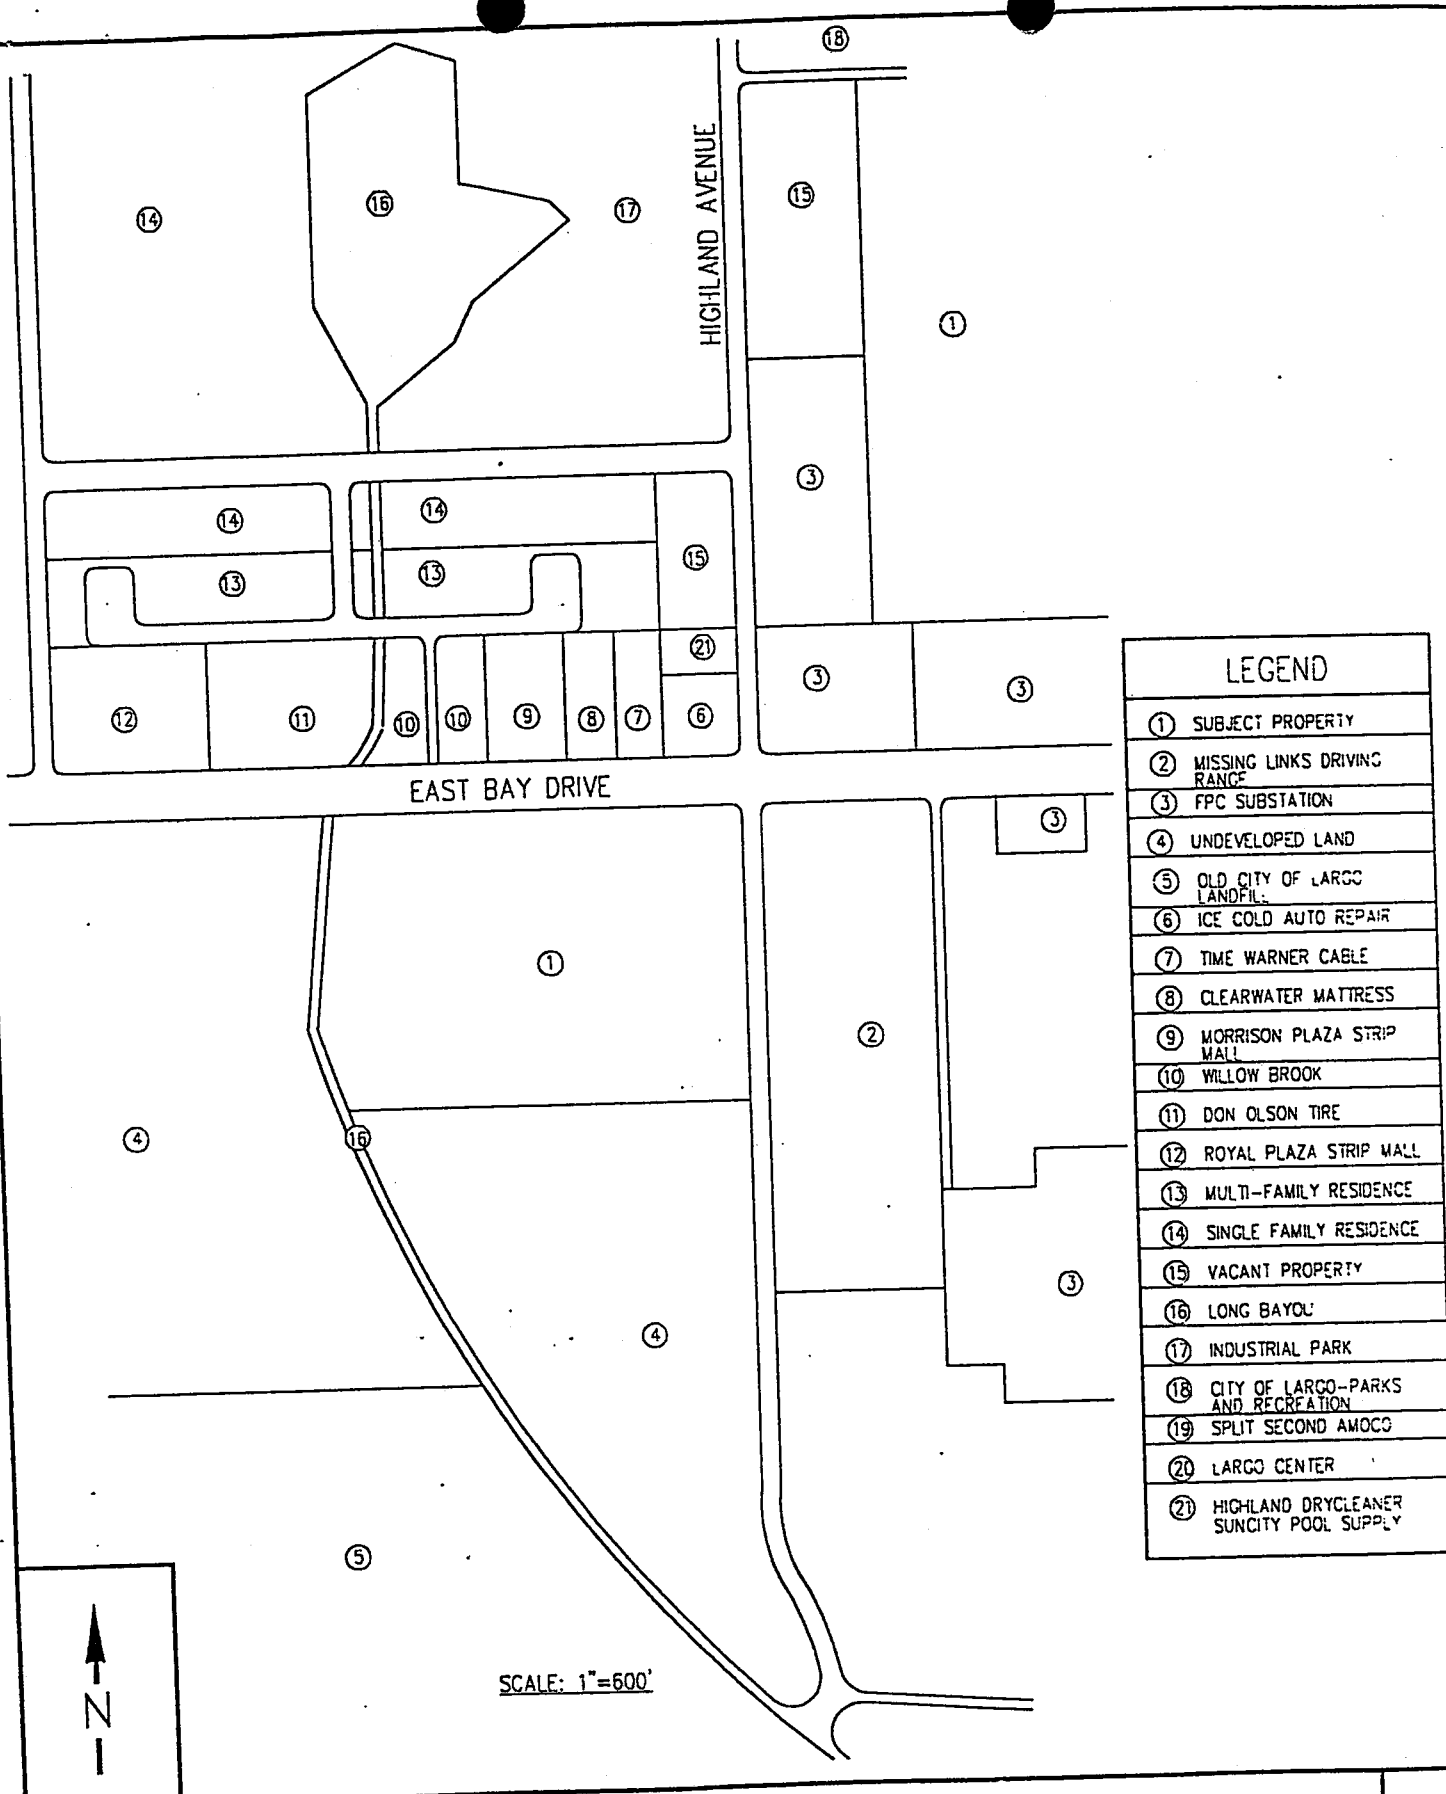 18
HIGHLAND AVENUE
14
16
17
15
1
3
14
14
15
13
13
21
3
3
12
11
10
10
9
8
7
6
EAST BAY DRIVE
3
1
2
4
16
3
4
5
SCALE: 1"=600'
N
LEGEND
1 SUBJECT PROPERTY
2 MISSING LINKS DRIVING
RANGE
3 FPC SUBSTATION
4 UNDEVELOPED LAND
5 OLD CITY OF LARGO
LANDFILL
6 ICE COLD AUTO REPAIR
7 TIME WARNER CABLE
8 CLEARWATER MATTRESS
9 MORRISON PLAZA STRIP
MALL
10 WILLOW BROOK
11 DON OLSON TIRE
12 ROYAL PLAZA STRIP MALL
13 MULTI-FAMILY RESIDENCE
14 SINGLE FAMILY RESIDENCE
15 VACANT PROPERTY
16 LONG BAYOU
17 INDUSTRIAL PARK
18 CITY OF LARGO-PARKS
AND RECREATION
19 SPLIT SECOND AMOCO
20 LARGO CENTER
21 HIGHLAND DRYCLEANER
SUNCITY POOL SUPPLY